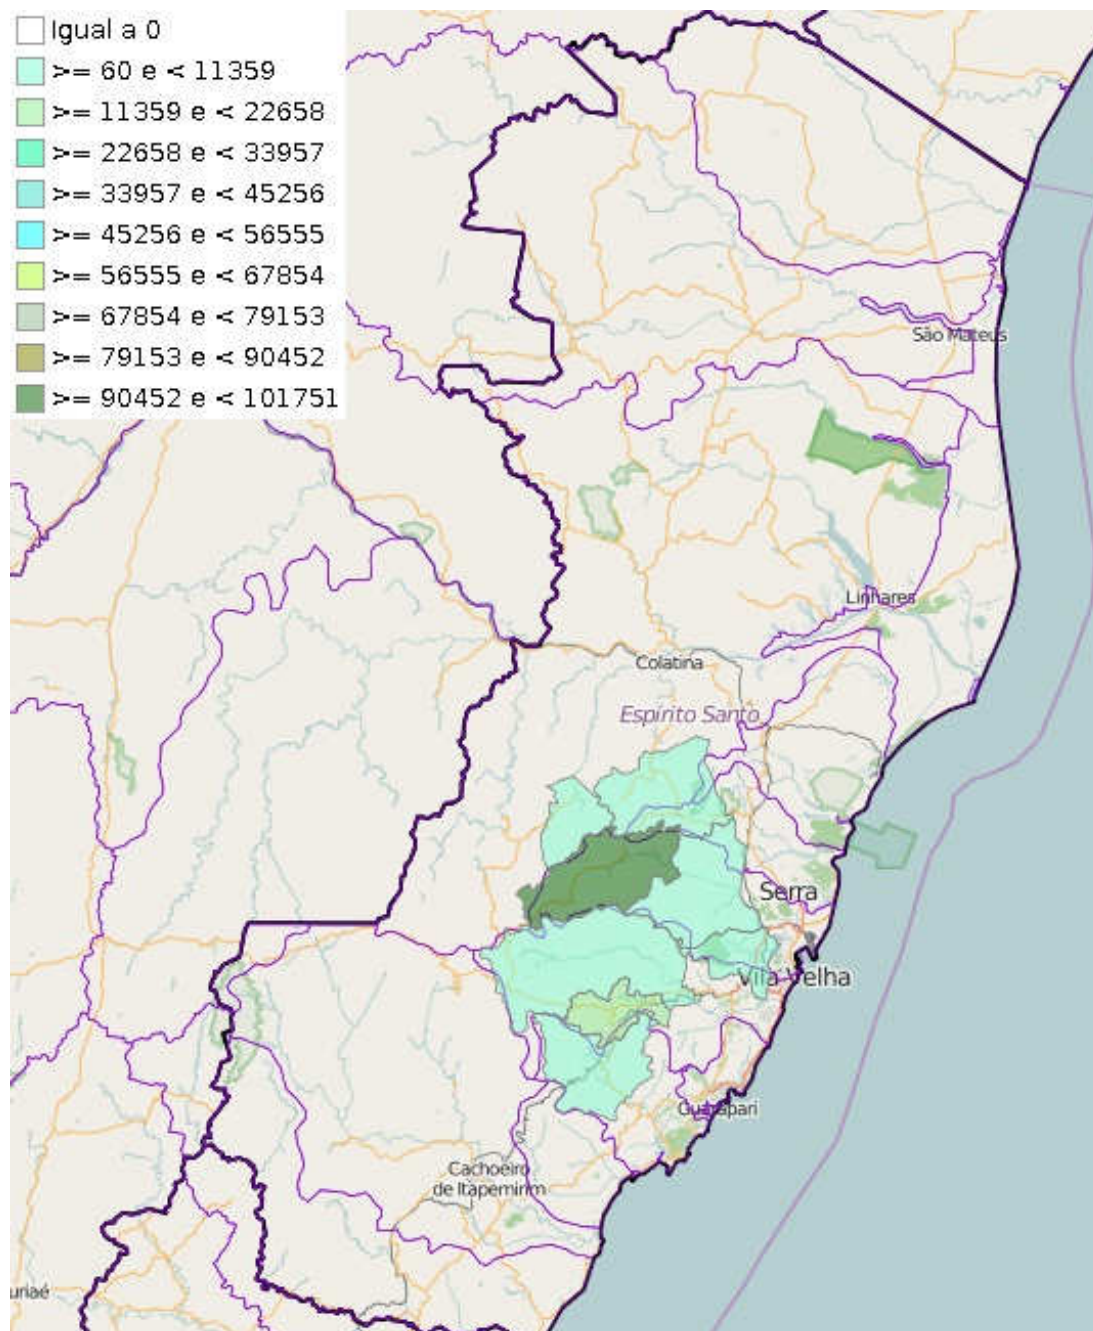 Igual a 0
>= 60 e < 11359
>= 11359 e < 22658
>= 22658 e < 33957
>= 33957 e < 45256
>= 45256 e < 56555
>= 56555 e < 67854
>= 67854 e < 79153
>= 79153 e < 90452
>= 90452 e < 101751
São Mateus
Linhares
Colatina
Espírito Santo
Serra
Vila Velha
Guarapari
Cachoeiro
de Itapemirim
uriaé